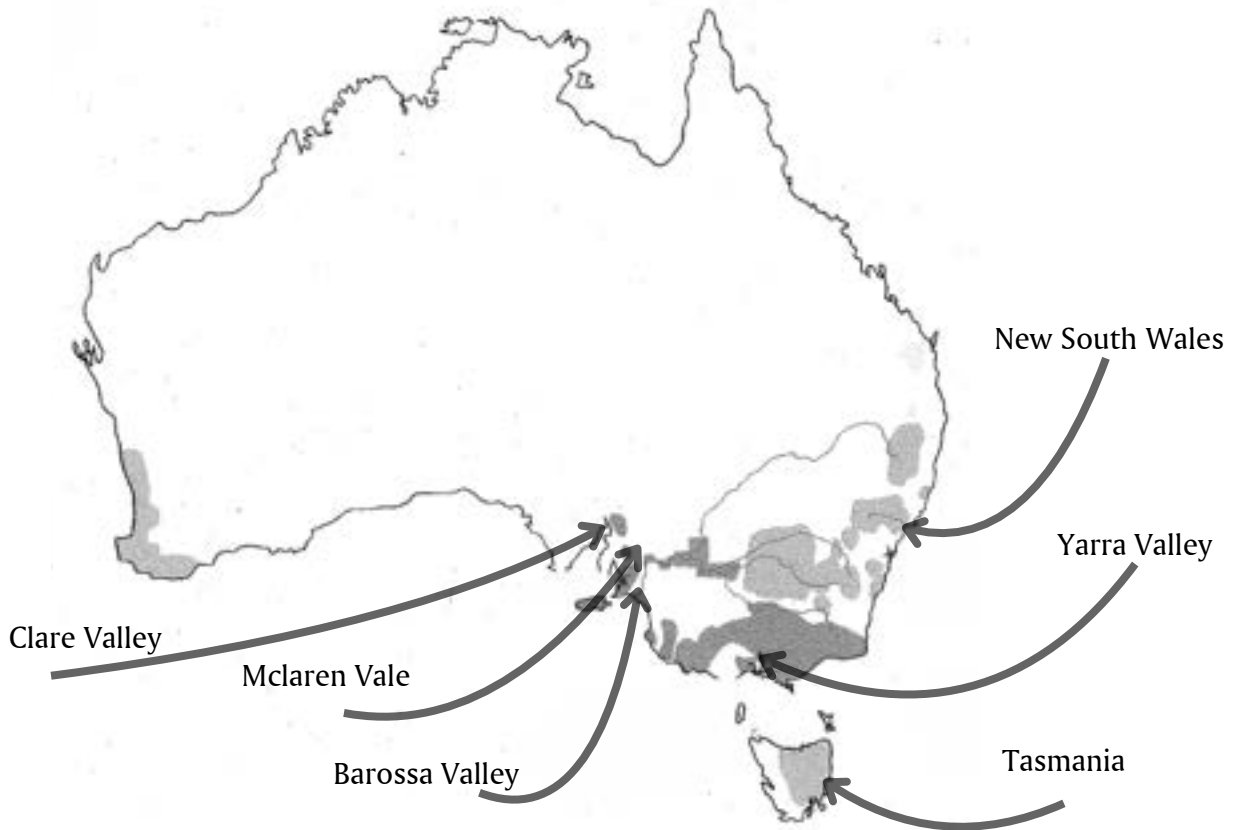 New South Wales
Yarra Valley
Clare Valley
Mclaren Vale
Barossa Valley
Tasmania